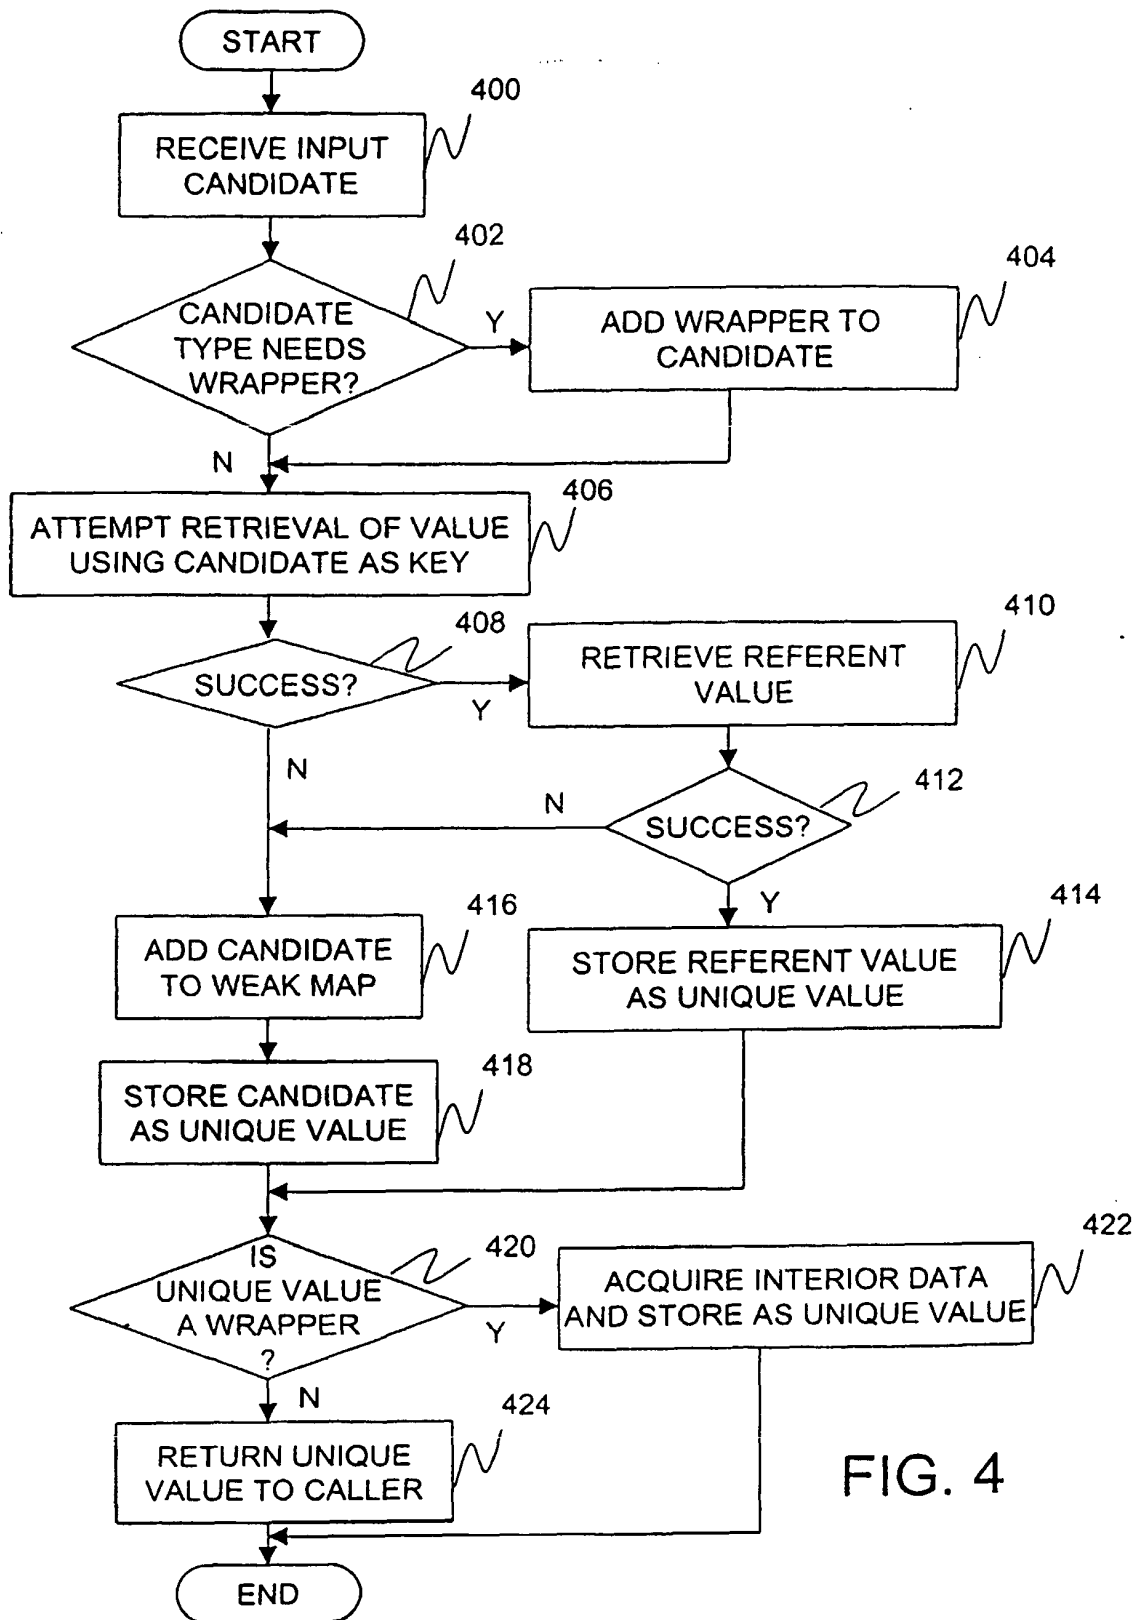 START
400
RECEIVE INPUT
CANDIDATE
402
404
CANDIDATE
TYPE NEEDS
WRAPPER?
Y
ADD WRAPPER TO
CANDIDATE
N
406
ATTEMPT RETRIEVAL OF VALUE
USING CANDIDATE AS KEY
408
410
SUCCESS?
Y
RETRIEVE REFERENT
VALUE
N
412
N
SUCCESS?
Y
414
416
ADD CANDIDATE
TO WEAK MAP
STORE REFERENT VALUE
AS UNIQUE VALUE
418
STORE CANDIDATE
AS UNIQUE VALUE
420
422
IS
UNIQUE VALUE
A WRAPPER
?
Y
ACQUIRE INTERIOR DATA
AND STORE AS UNIQUE VALUE
N
424
RETURN UNIQUE
VALUE TO CALLER
FIG. 4
END